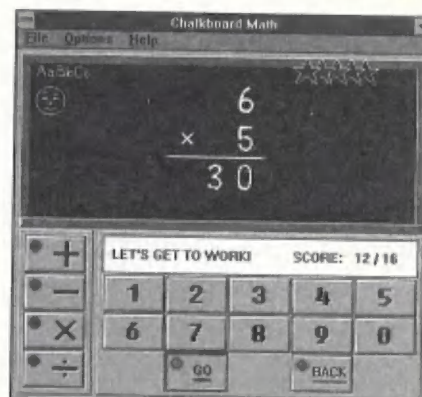 Chalkboard Math
File Options Help
AaBbCc
6
× 5
30
+
−
×
÷
LET'S GET TO WORK! SCORE: 12 / 16
1 2 3 4 5
6 7 8 9 0
GO BACK